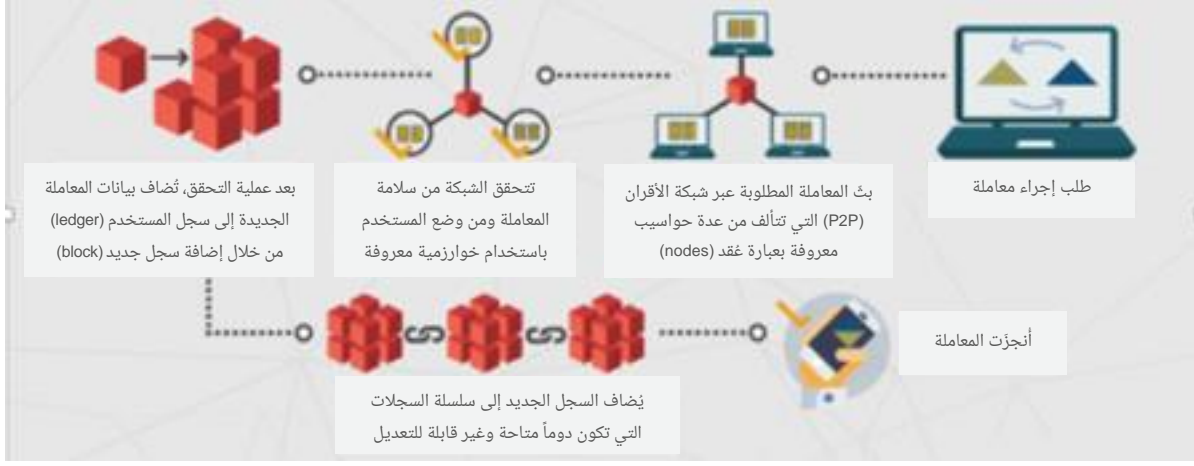 طلب إجراء معاملة
بثّ المعاملة المطلوبة عبر شبكة الأقران
(P2P) التي تتألف من عدة حواسيب
معروفة بعبارة عُقد (nodes)
تتحقق الشبكة من سلامة
المعاملة ومن وضع المستخدم
باستخدام خوارزمية معروفة
بعد عملية التحقق، تُضاف بيانات المعاملة
الجديدة إلى سجل المستخدم (ledger)
من خلال إضافة سجل جديد (block)
يُضاف السجل الجديد إلى سلسلة السجلات
التي تكون دوماً متاحة وغير قابلة للتعديل
أُنجزَت المعاملة